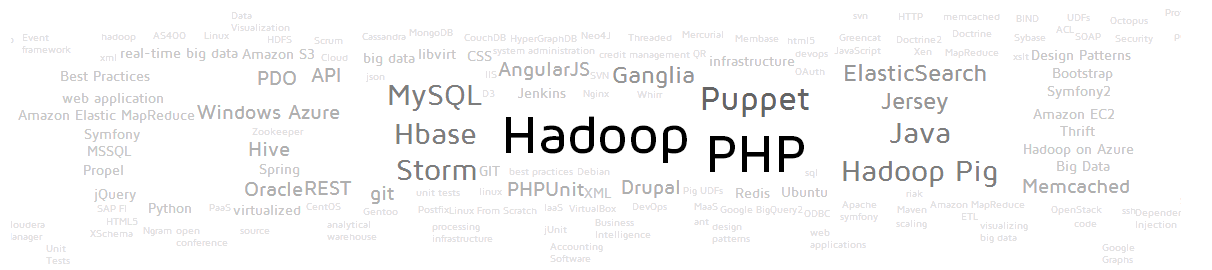 Data
Visualization
svn
HTTP
memcached
BIND
UDFs
Octopus
Pro
Event
framework
hadoop
AS400
Linux
HDFS
Scrum
Cassandra
MongoDB
CouchDB
HyperGraphDB
Neo4J
Threaded
Mercurial
Membase
html5
Greencat
Doctrine2
Doctrine
Sybase
ACL
SOAP
Security
P
xml
real-time big data
Amazon S3
Cloud
big data
libvirt
CSS
system administration
credit management
QR
infrastructure
devops
JavaScript
Xen
MapReduce
xslt
Design Patterns
Best Practices
PDO
API
json
IIS
AngularJS
SVN
Ganglia
OAuth
ElasticSearch
Bootstrap
web application
MySQL
D3
Jenkins
Nginx
Whirr
Puppet
Jersey
Symfony2
Amazon Elastic MapReduce
Windows Azure
Amazon EC2
Symfony
Zookeeper
Hbase
Hadoop
PHP
Java
Thrift
MSSQL
Hive
Hadoop on Azure
Propel
Spring
Storm
GIT
best practices
Debian
sql
Hadoop Pig
Big Data
jQuery
Oracle
REST
git
unit tests
linux
PHPUnit
XML
Drupal
Pig UDFs
Redis
Ubuntu
nak
Memcached
SAP FI
Python
PaaS
virtualized
CentOS
Gentoo
Postfix
Linux From Scratch
IaaS
VirtualBox
DevOps
MaaS
Google BigQuery2
ODBC
Apache
symfony
Maven
scaling
Amazon MapReduce
ETL
OpenStack
code
ssn
Dependen
Injection
loudera
anager
HTML5
XSchema
Ngram
open
conference
source
analytical
warehouse
processing
infrastructure
jUnit
Business
Intelligence
ant
design
patterns
web
applications
visualizing
big data
Unit
Tests
Accounting
Software
Google
Graphs